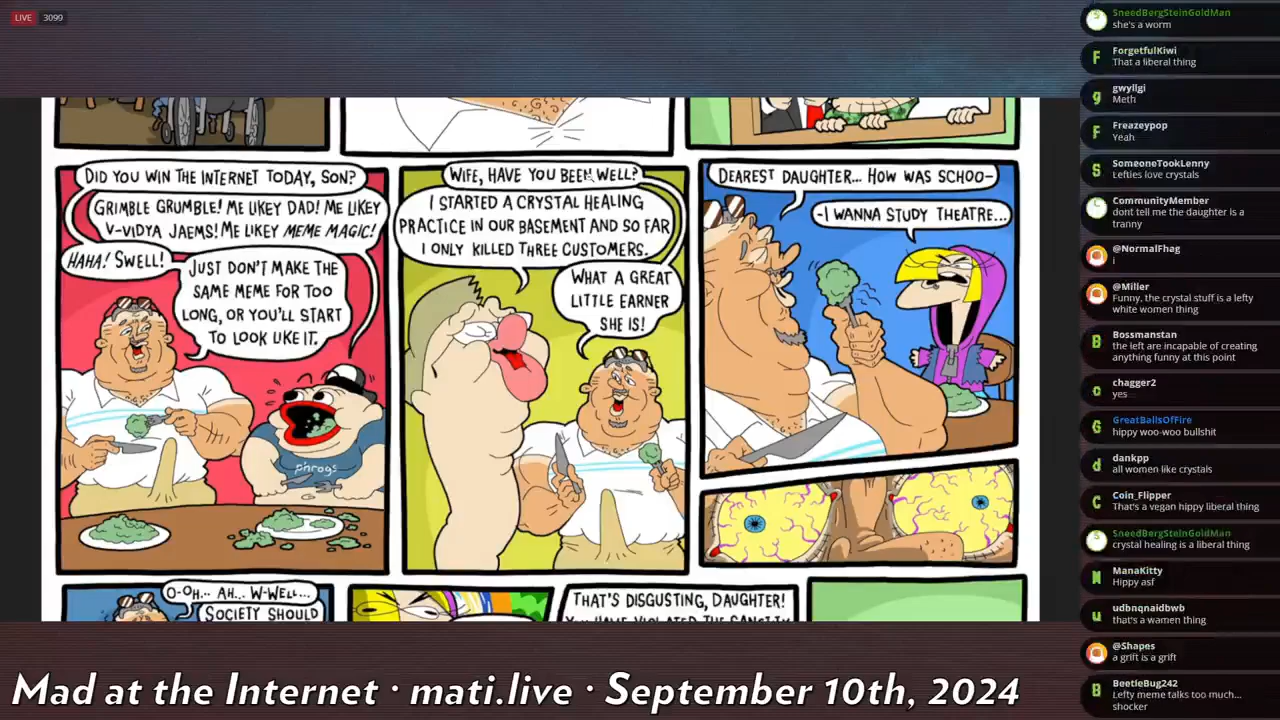 LIVE 3099
DID YOU WIN THE INTERNET TODAY, SON?
GRIMBLE GRUMBLE! ME LIKEY DAD! ME LIKEY
V-VIDYA JAEMS! ME LIKEY MEME MAGIC!
HAHA! SWELL!
JUST DON'T MAKE THE
SAME MEME FOR TOO
LONG, OR YOU'LL START
TO LOOK LIKE IT.
phrogs
WIFE, HAVE YOU BEEN WELL?
I STARTED A CRYSTAL HEALING
PRACTICE IN OUR BASEMENT AND SO FAR
I ONLY KILLED THREE CUSTOMERS.
WHAT A GREAT
LITTLE EARNER
SHE IS!
DEAREST DAUGHTER... HOW WAS SCHOO-
-I WANNA STUDY THEATRE...
O-OH... AH... W-WELL...
SOCIETY SHOULD
THAT'S DISGUSTING, DAUGHTER!
Mad at the Internet · mati.live · September 10th, 2024
SneedBergSteinGoldMan
she's a worm
ForgetfulKiwi
That a liberal thing
gwyllgi
Meth
Freazeypop
Yeah
SomeoneTookLenny
Lefties love crystals
CommunityMember
dont tell me the daughter is a
tranny
@NormalFhag
i
@Miller
Funny, the crystal stuff is a lefty
white women thing
Bossmanstan
the left are incapable of creating
anything funny at this point
chagger2
yes
GreatBallsOfFire
hippy woo-woo bullshit
dankpp
all women like crystals
Coin_Flipper
That's a vegan hippy liberal thing
SneedBergSteinGoldMan
crystal healing is a liberal thing
ManaKitty
Hippy asf
udbnqnaidbwb
that's a wamen thing
@Shapes
a grift is a grift
BeetleBug242
Lefty meme talks too much...
shocker